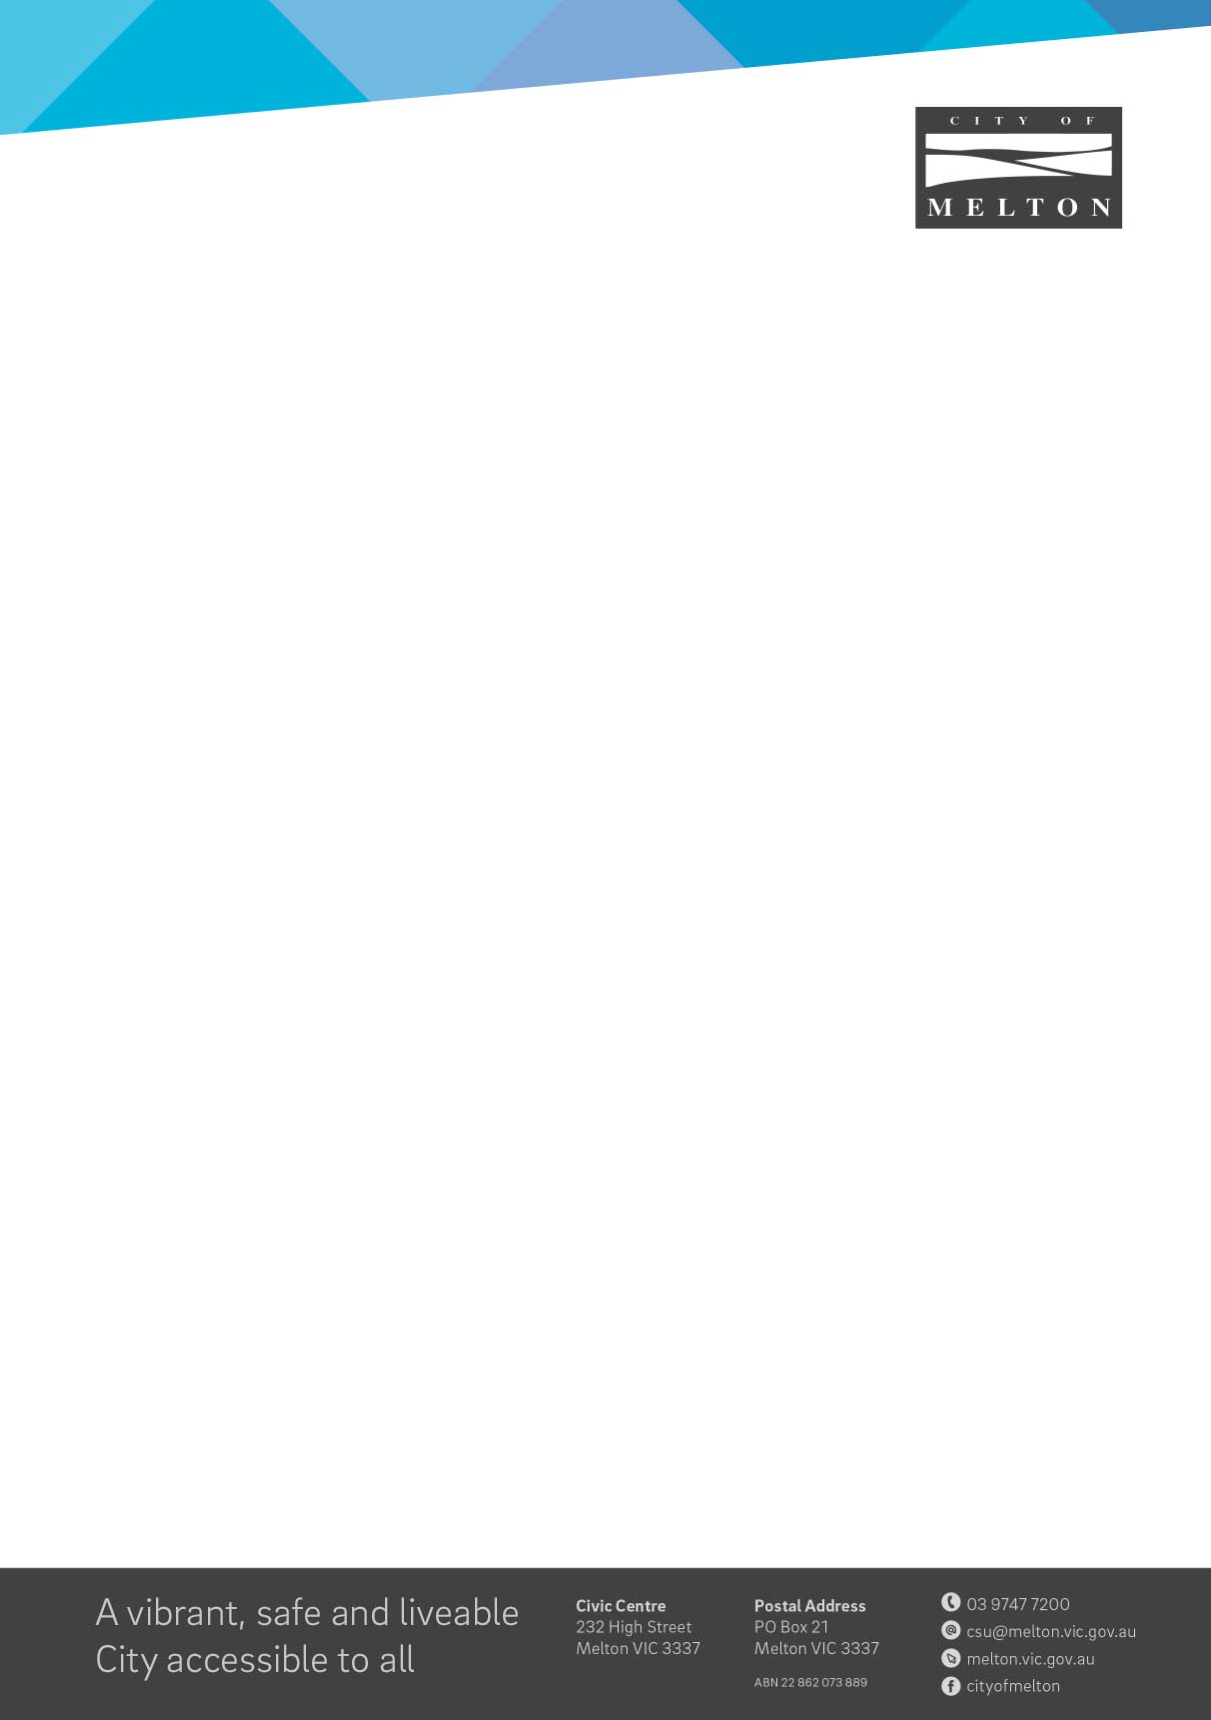 CITY OF
MELTON
A vibrant, safe and liveable
City accessible to all
Civic Centre
232 High Street
Melton VIC 3337
Postal Address
PO Box 21
Melton VIC 3337
ABN 22 862 073 889
03 9747 7200
csu@melton.vic.gov.au
melton.vic.gov.au
cityofmelton